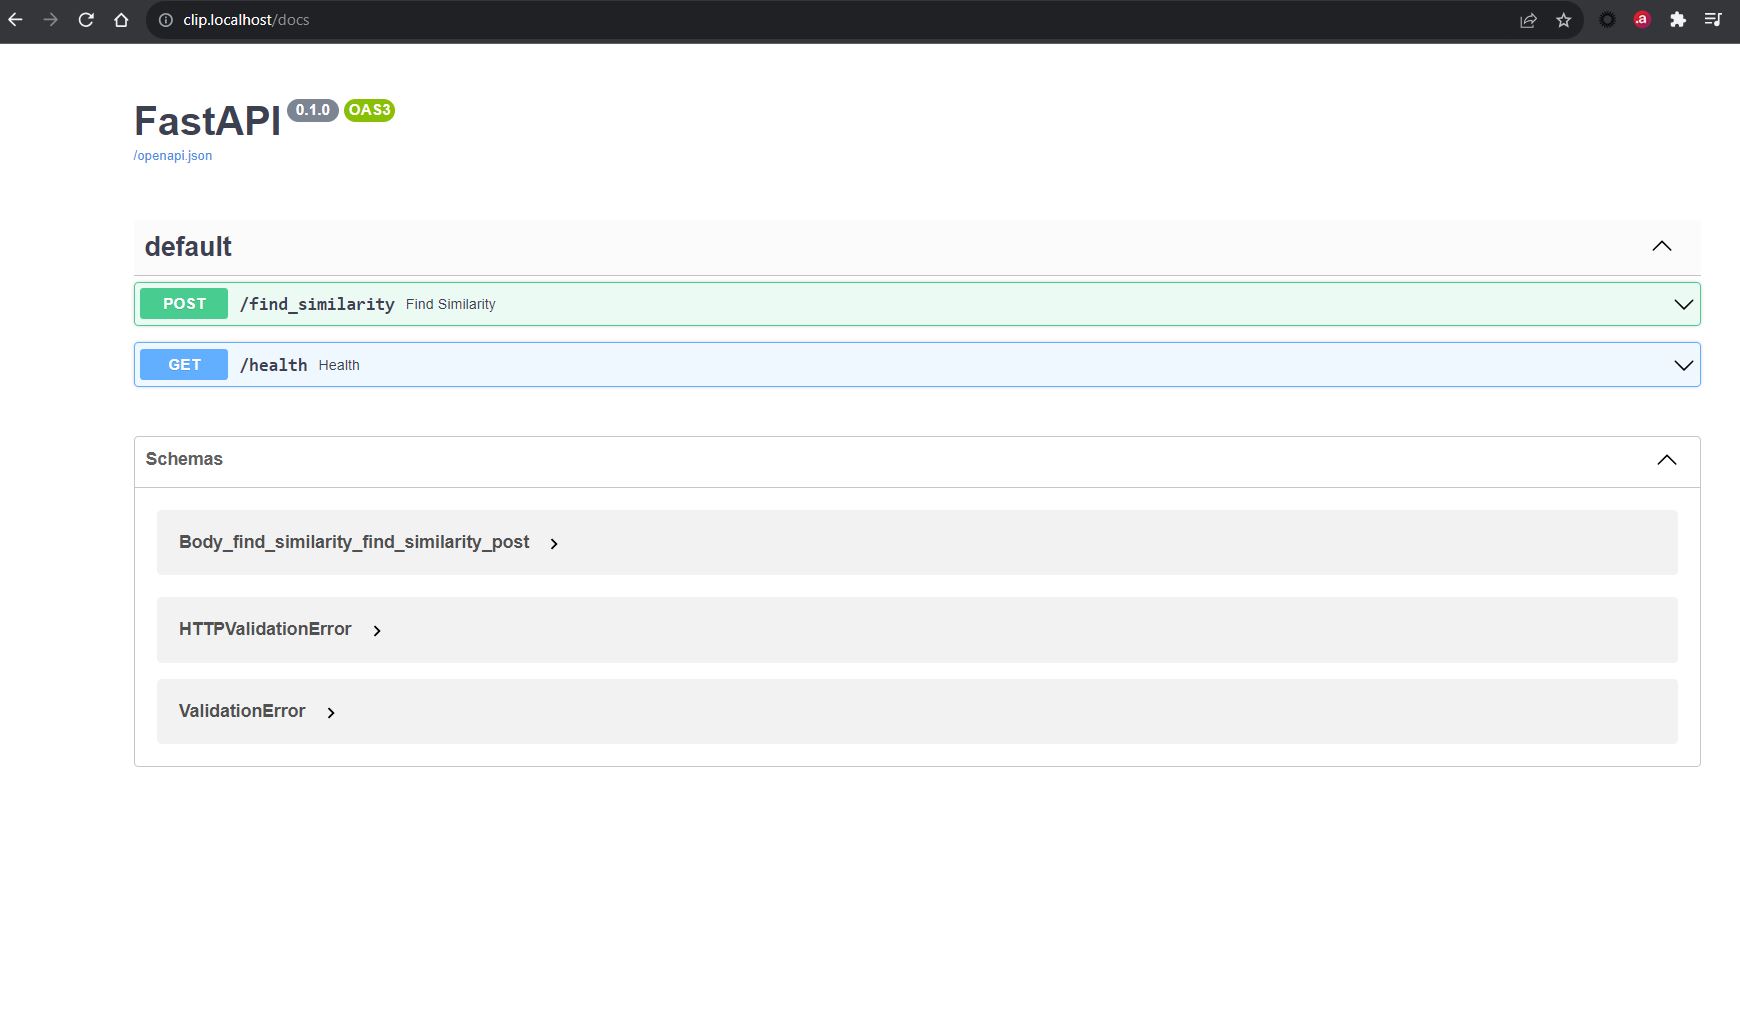 clip.localhost/docs
.a
FastAPI 0.1.0 OAS3
/openapi.json
default
POST /find_similarity Find Similarity
GET /health Health
Schemas
Body_find_similarity_find_similarity_post
HTTPValidationError
ValidationError